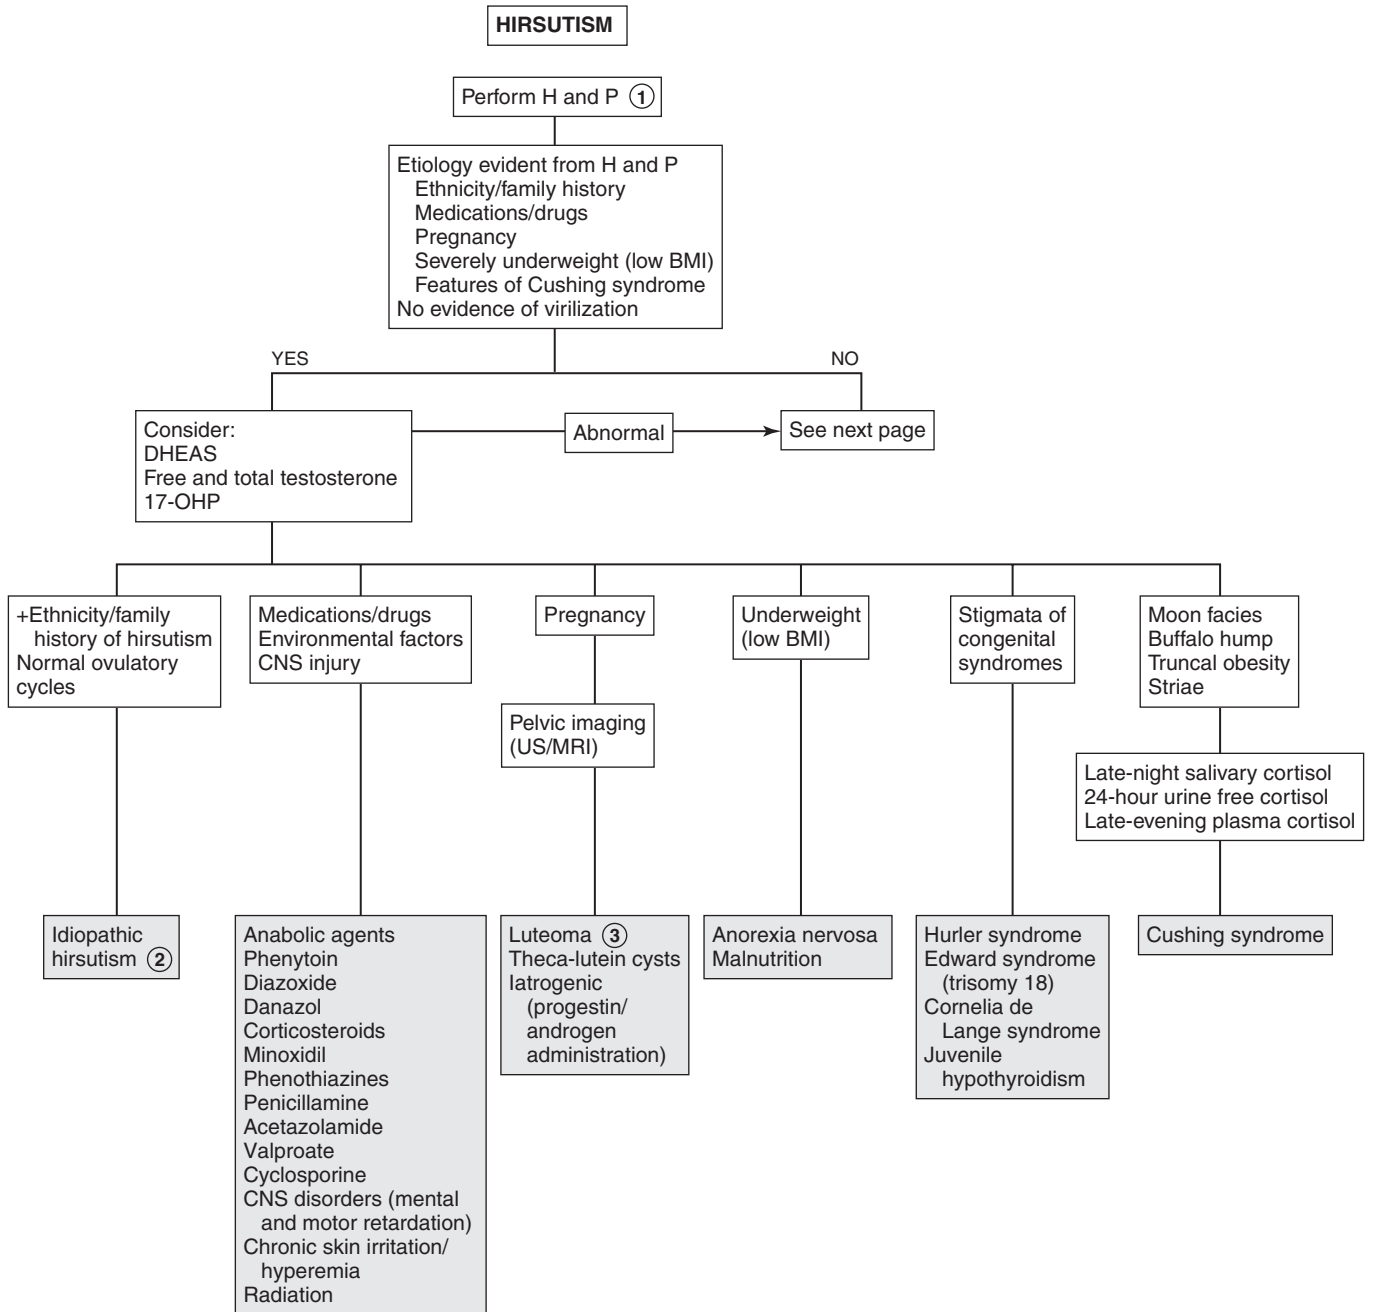 HIRSUTISM
Perform H and P 1
Etiology evident from H and P
Ethnicity/family history
Medications/drugs
Pregnancy
Severely underweight (low BMI)
Features of Cushing syndrome
No evidence of virilization
YES
NO
Consider:
DHEAS
Free and total testosterone
17-OHP
Abnormal
See next page
+Ethnicity/family
history of hirsutism
Normal ovulatory
cycles
Medications/drugs
Environmental factors
CNS injury
Pregnancy
Underweight
(low BMI)
Stigmata of
congenital
syndromes
Moon facies
Buffalo hump
Truncal obesity
Striae
Pelvic imaging
(US/MRI)
Late-night salivary cortisol
24-hour urine free cortisol
Late-evening plasma cortisol
Idiopathic
hirsutism 2
Anabolic agents
Phenytoin
Diazoxide
Danazol
Corticosteroids
Minoxidil
Phenothiazines
Penicillamine
Acetazolamide
Valproate
Cyclosporine
CNS disorders (mental
and motor retardation)
Chronic skin irritation/
hyperemia
Radiation
Luteoma 3
Theca-lutein cysts
Iatrogenic
(progestin/
androgen
administration)
Anorexia nervosa
Malnutrition
Hurler syndrome
Edward syndrome
(trisomy 18)
Cornelia de
Lange syndrome
Juvenile
hypothyroidism
Cushing syndrome